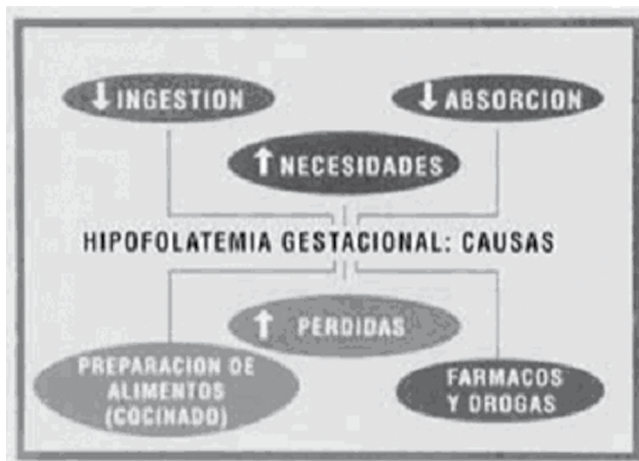 ↓ INGESTION
↓ ABSORCION
↑ NECESIDADES
HIPOFOLATEMIA GESTACIONAL: CAUSAS
↑ PERDIDAS
PREPARACION DE
ALIMENTOS
(COCINADO)
FARMACOS
Y DROGAS